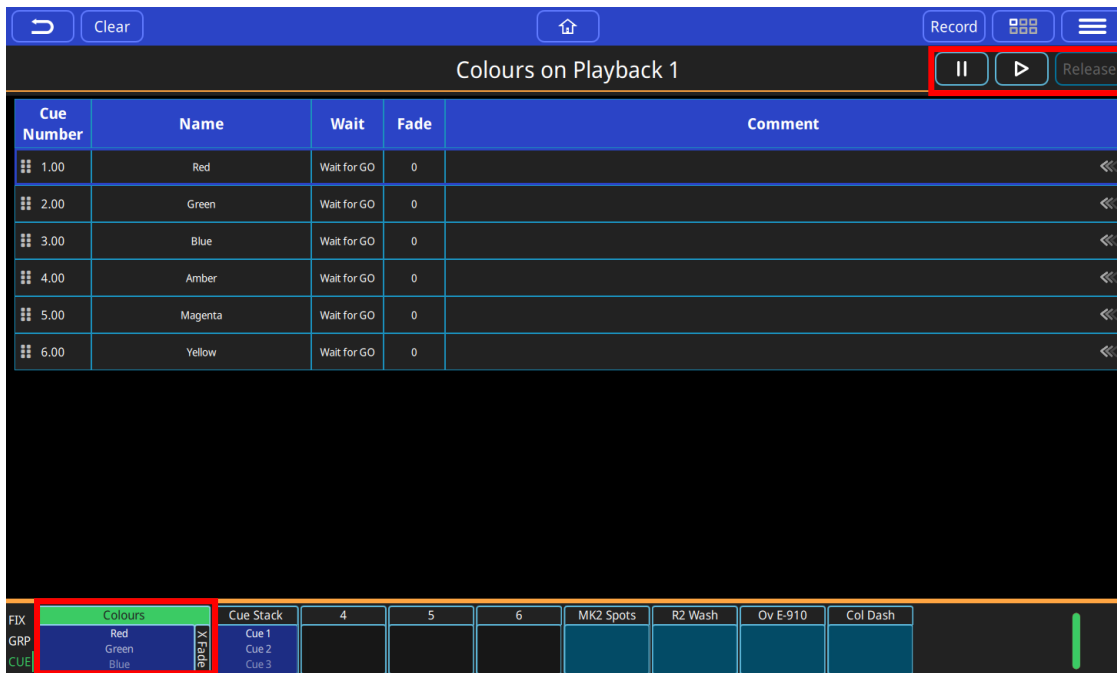 Clear
Record
Colours on Playback 1
Release
Cue Number Name Wait Fade Comment
1.00 Red Wait for GO 0
2.00 Green Wait for GO 0
3.00 Blue Wait for GO 0
4.00 Amber Wait for GO 0
5.00 Magenta Wait for GO 0
6.00 Yellow Wait for GO 0
FIX
GRP
CUE
Colours
Red
Green
Blue
X Fade
Cue Stack
Cue 1
Cue 2
Cue 3
4
5
6
MK2 Spots
R2 Wash
Ov E-910
Col Dash